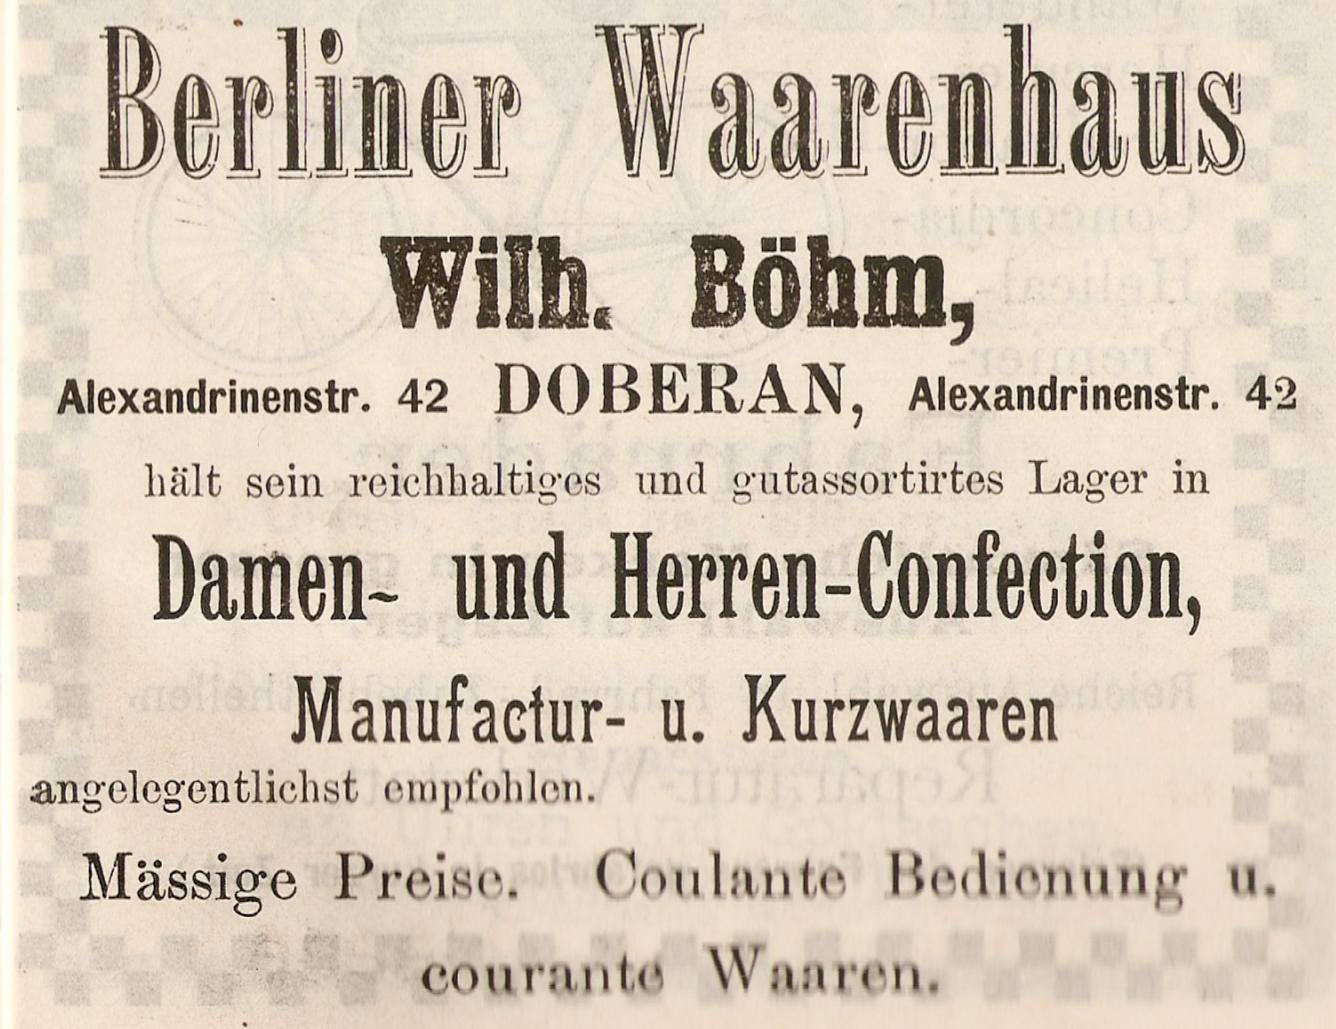 Berliner Waarenhaus
Wilh. Böhm,
Alexandrinenstr. 42 DOBERAN, Alexandrinenstr. 42
hält sein reichhaltiges und gutassortirtes Lager in
Damen- und Herren-Confection,
Manufactur- u. Kurzwaaren
angelegentlichst empfohlen.
Mässige Preise. Coulante Bedienung u.
courante Waaren.